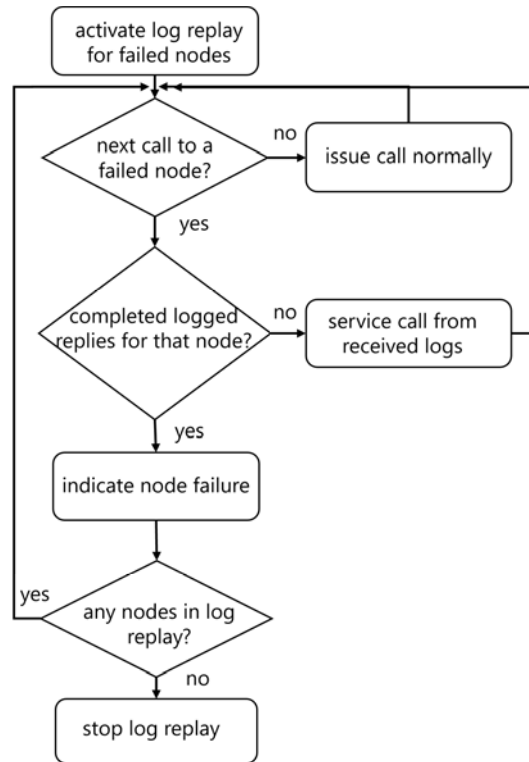 activate log replay
for failed nodes
next call to a
failed node?
no
issue call normally
yes
completed logged
replies for that node?
no
service call from
received logs
yes
indicate node failure
yes
any nodes in log
replay?
no
stop log replay